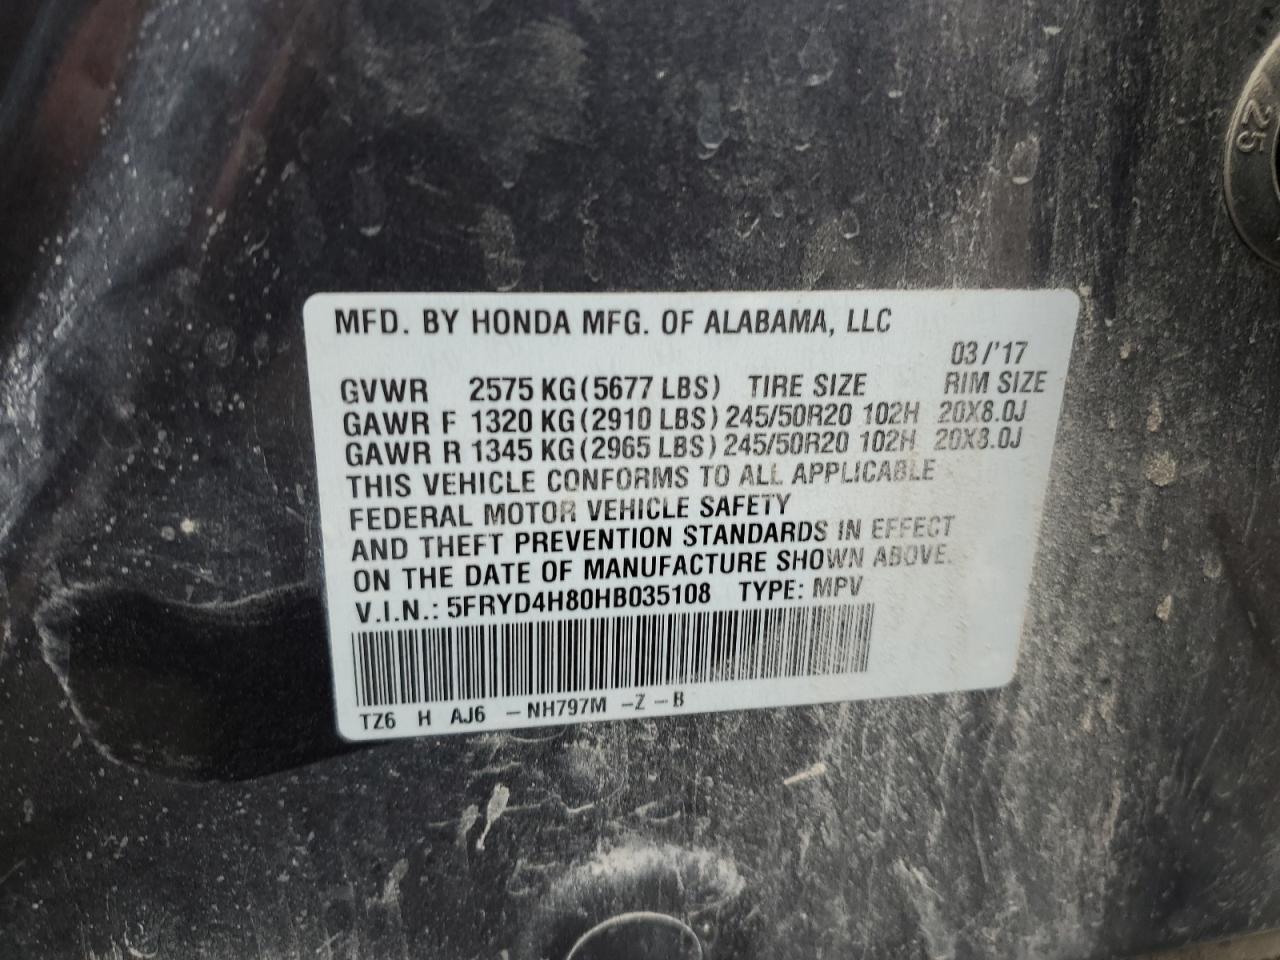 MFD. BY HONDA MFG. OF ALABAMA, LLC
03/'17
GVWR 2575 KG (5677 LBS) TIRE SIZE RIM SIZE
GAWR F 1320 KG (2910 LBS) 245/50R20 102H 20X8.0J
GAWR R 1345 KG (2965 LBS) 245/50R20 102H 20X8.0J
THIS VEHICLE CONFORMS TO ALL APPLICABLE
FEDERAL MOTOR VEHICLE SAFETY
AND THEFT PREVENTION STANDARDS IN EFFECT
ON THE DATE OF MANUFACTURE SHOWN ABOVE.
V.I.N.: 5FRYD4H80HB035108 TYPE: MPV
TZ6 H AJ6 -NH797M -Z-B
25